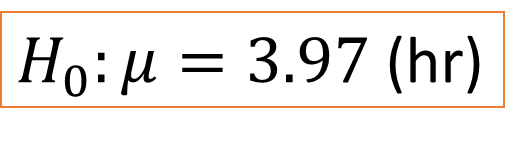 H₀: μ = 3.97 (hr)